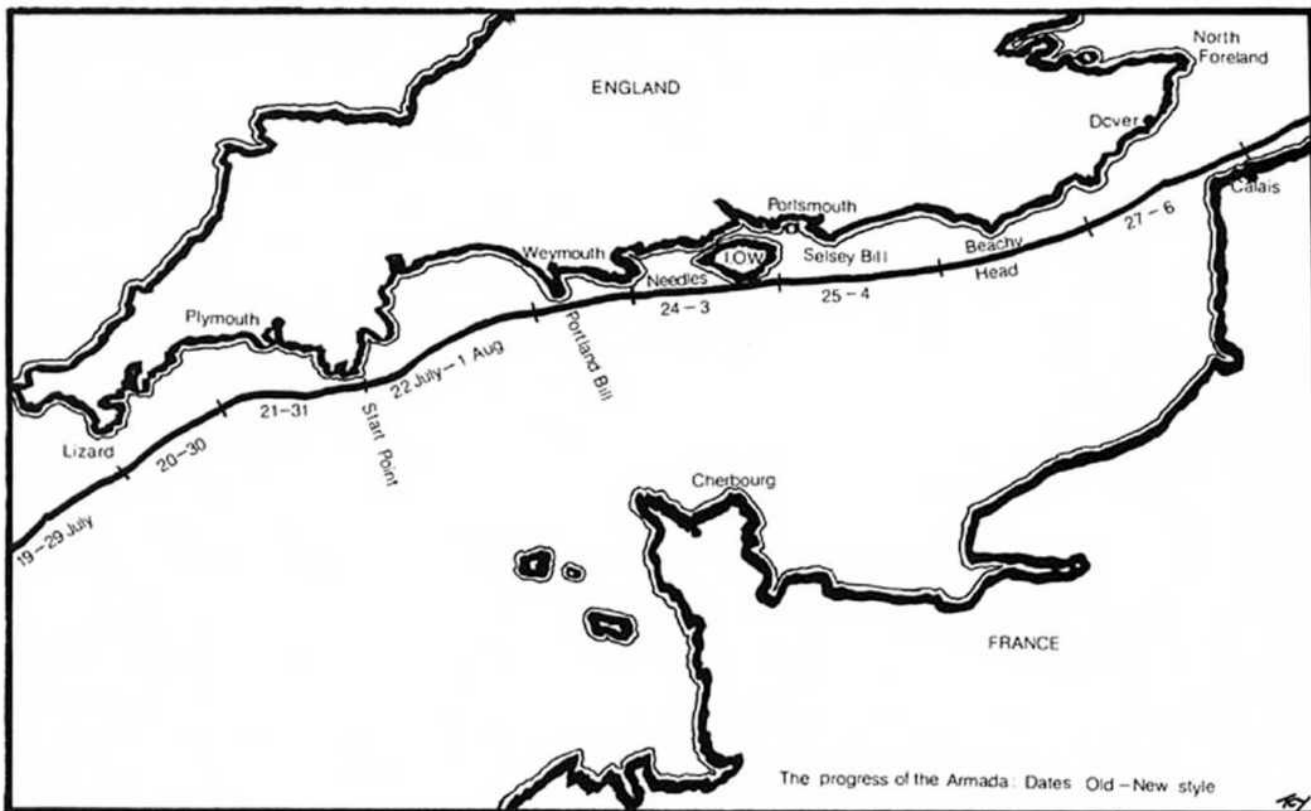 North
Foreland
ENGLAND
Dover
Calais
Portsmouth
27-6
Weymouth
I.O.W
Selsey Bill
Beachy
Head
Needles
24-3
25-4
Plymouth
Portland Bill
22 July-1 Aug
21-31
Start Point
Lizard
20-30
19-29 July
Cherbourg
FRANCE
The progress of the Armada: Dates Old-New style